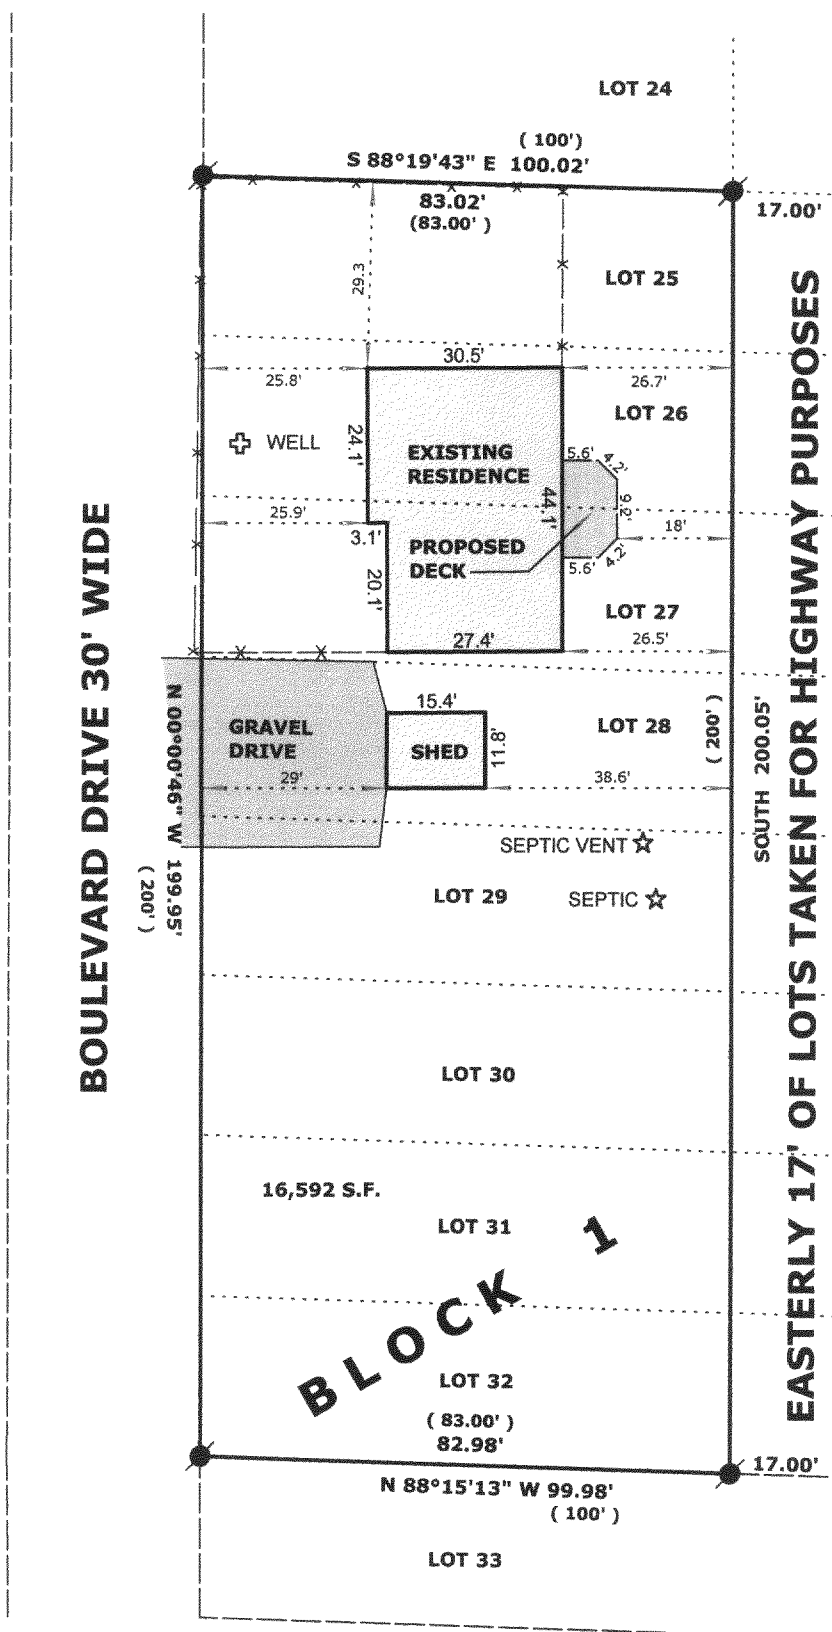 LOT 24
( 100')
S 88°19'43" E 100.02'
83.02'
(83.00' )
17.00'
29.3
LOT 25
30.5'
25.8'
26.7'
LOT 26
WELL
24.1'
EXISTING
RESIDENCE
5.6'
4.2'
44.1'
9.2'
25.9'
3.1'
18'
PROPOSED
DECK
5.6'
4.2'
20.1'
LOT 27
27.4'
26.5'
BOULEVARD DRIVE 30' WIDE
N 00°00'46" W 199.95'
( 200' )
GRAVEL
DRIVE
29'
15.4'
SHED
11.8'
LOT 28
38.6'
( 200' )
SOUTH 200.05'
EASTERLY 17' OF LOTS TAKEN FOR HIGHWAY PURPOSES
SEPTIC VENT
LOT 29
SEPTIC
LOT 30
16,592 S.F.
LOT 31
BLOCK 1
LOT 32
( 83.00' )
82.98'
17.00'
N 88°15'13" W 99.98'
( 100' )
LOT 33